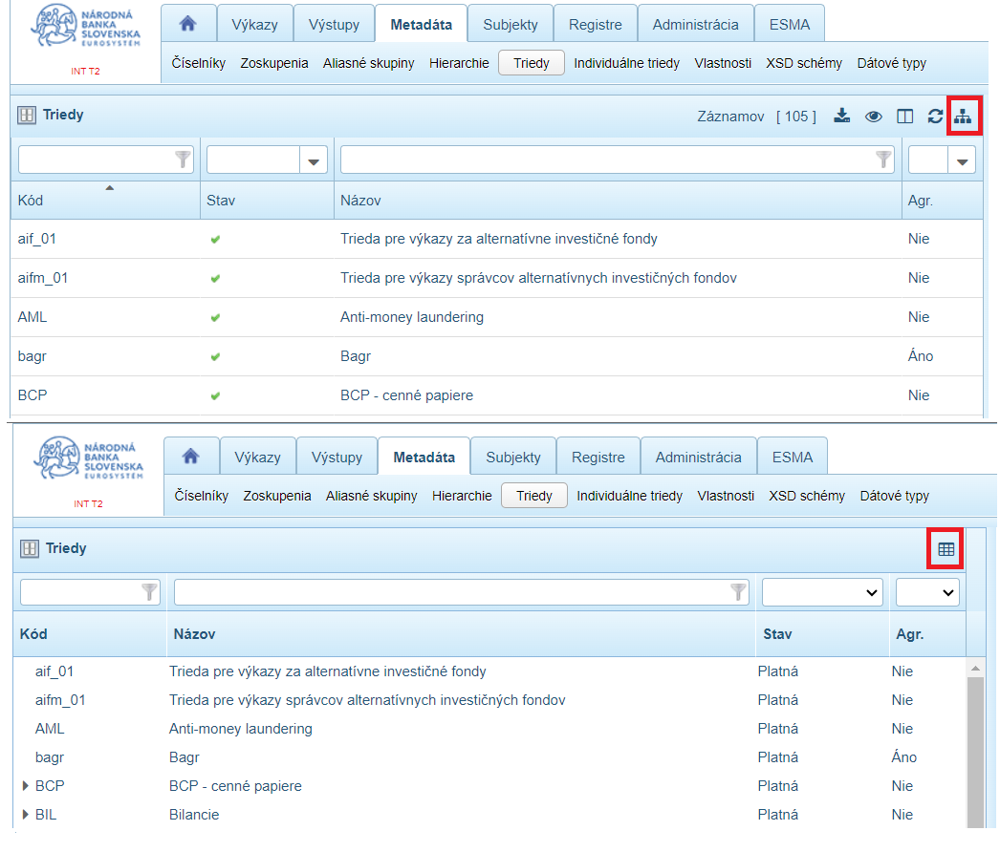 NÁRODNÁ
BANKA
SLOVENSKA
EUROSYSTÉM
INT T2
Výkazy Výstupy Metadáta Subjekty Registre Administrácia ESMA
Číselníky Zoskupenia Aliasné skupiny Hierarchie Triedy Individuálne triedy Vlastnosti XSD schémy Dátové typy
Triedy Záznamov [ 105 ]
Kód Stav Názov Agr.
aif_01 Trieda pre výkazy za alternatívne investičné fondy Nie
aifm_01 Trieda pre výkazy správcov alternatívnych investičných fondov Nie
AML Anti-money laundering Nie
bagr Bagr Áno
BCP BCP - cenné papiere Nie
NÁRODNÁ
BANKA
SLOVENSKA
EUROSYSTÉM
INT T2
Výkazy Výstupy Metadáta Subjekty Registre Administrácia ESMA
Číselníky Zoskupenia Aliasné skupiny Hierarchie Triedy Individuálne triedy Vlastnosti XSD schémy Dátové typy
Triedy
Kód Názov Stav Agr.
aif_01 Trieda pre výkazy za alternatívne investičné fondy Platná Nie
aifm_01 Trieda pre výkazy správcov alternatívnych investičných fondov Platná Nie
AML Anti-money laundering Platná Nie
bagr Bagr Platná Áno
BCP BCP - cenné papiere Platná Nie
BIL Bilancie Platná Nie